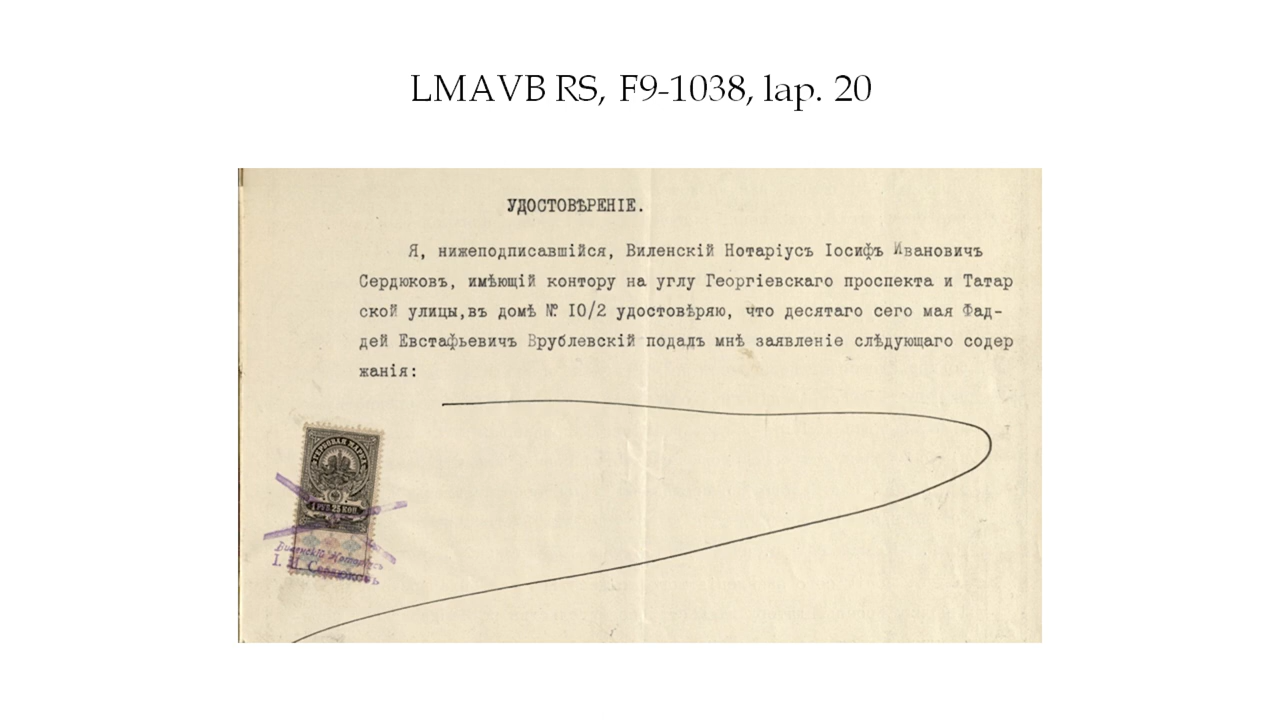 LMAVB RS, F9-1038, lap. 20
УДОСТОВѢРЕНІЕ.
Я, нижеподписавшійся, Виленскій Нотаріусъ Іосифъ Ивановичъ
Сердюковъ, имѣющій контору на углу Георгіевскаго проспекта и Татар
ской улицы,въ домѣ № IO/2 удостовѣряю, что десятаго сего мая Фад-
дей Евстафьевичъ Врублевскій подалъ мнѣ заявленіе слѣдующаго содер
жанія:
ГЕРБОВАЯ МАРКА
1 РУБ 25 КОП.
Виленскій Нотаріусъ
І. И. Сердюковъ